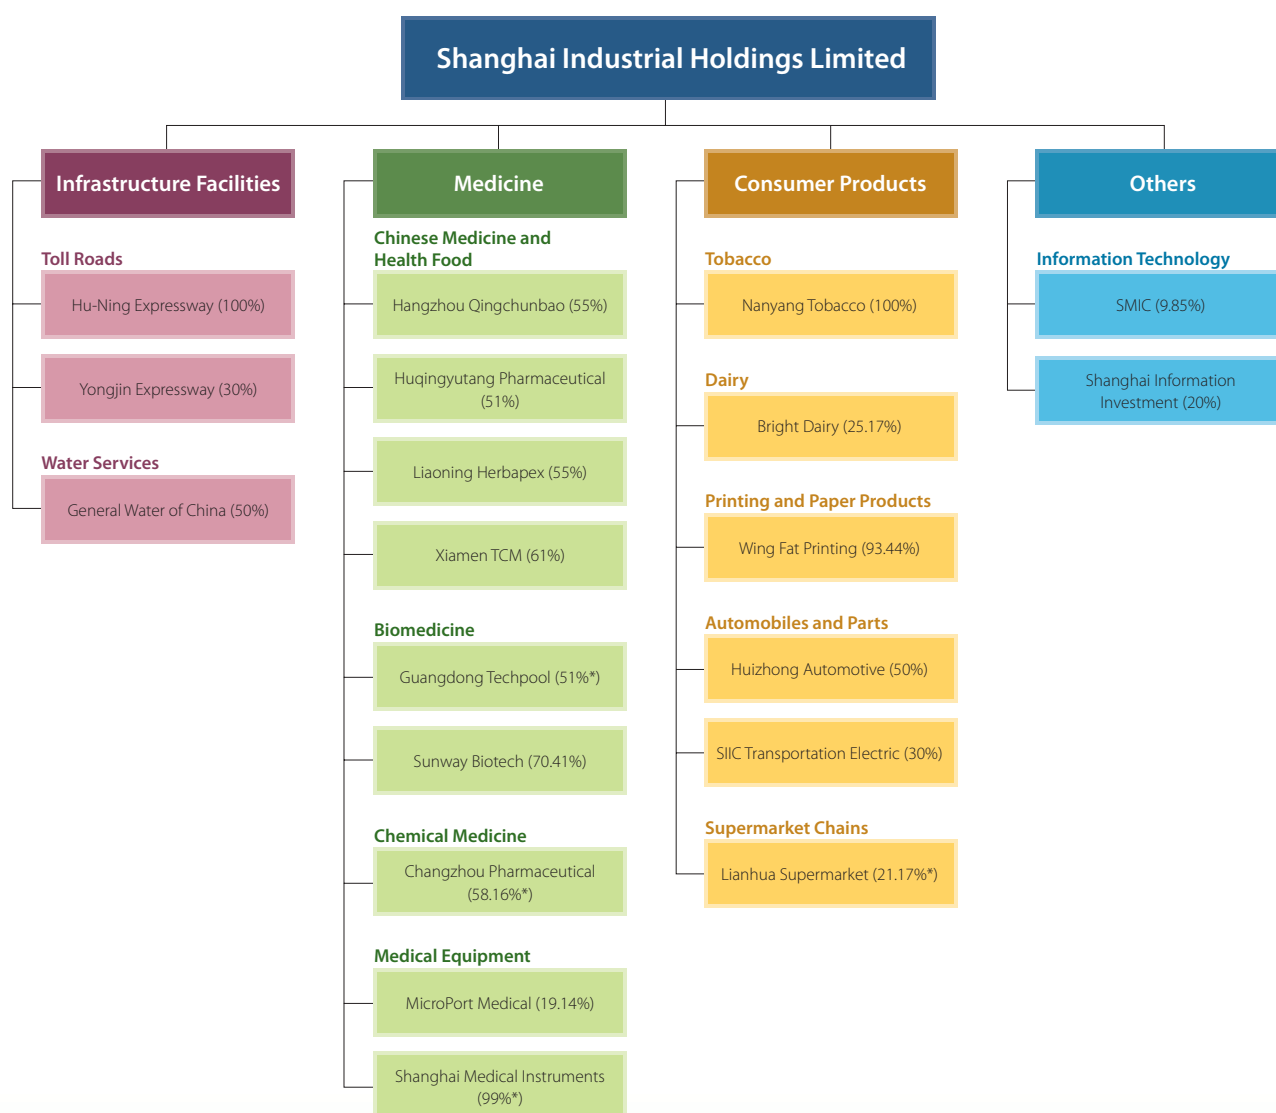 Shanghai Industrial Holdings Limited
Infrastructure Facilities
Toll Roads
Hu-Ning Expressway (100%)
Yongjin Expressway (30%)
Water Services
General Water of China (50%)
Medicine
Chinese Medicine and
Health Food
Hangzhou Qingchunbao (55%)
Huqingyutang Pharmaceutical
(51%)
Liaoning Herbapex (55%)
Xiamen TCM (61%)
Biomedicine
Guangdong Techpool (51%*)
Sunway Biotech (70.41%)
Chemical Medicine
Changzhou Pharmaceutical
(58.16%*)
Medical Equipment
MicroPort Medical (19.14%)
Shanghai Medical Instruments
(99%*)
Consumer Products
Tobacco
Nanyang Tobacco (100%)
Dairy
Bright Dairy (25.17%)
Printing and Paper Products
Wing Fat Printing (93.44%)
Automobiles and Parts
Huizhong Automotive (50%)
SIIC Transportation Electric (30%)
Supermarket Chains
Lianhua Supermarket (21.17%*)
Others
Information Technology
SMIC (9.85%)
Shanghai Information
Investment (20%)